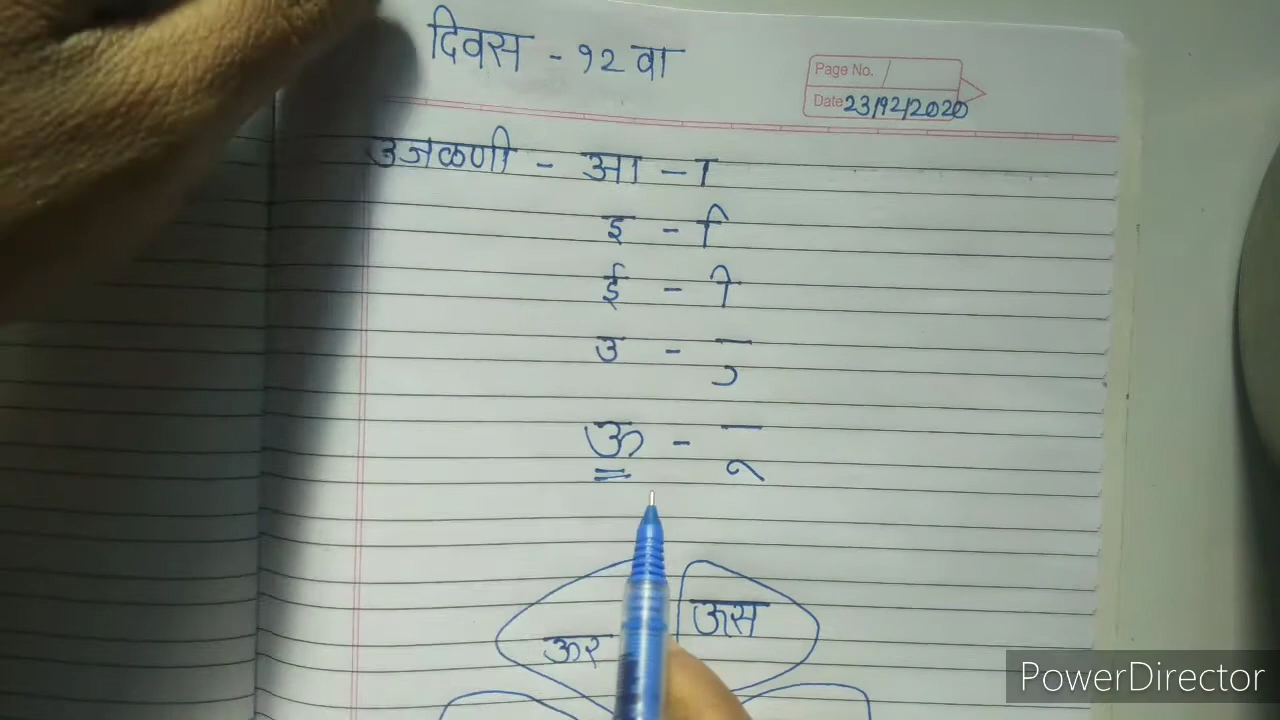 दिवस - १२ वा
Page No. /
Date 23/12/2020
उजळणी - आ - ा
इ - ि
ई - ी
उ - ु
ऊ - ू
ऊस
ऊर
PowerDirector